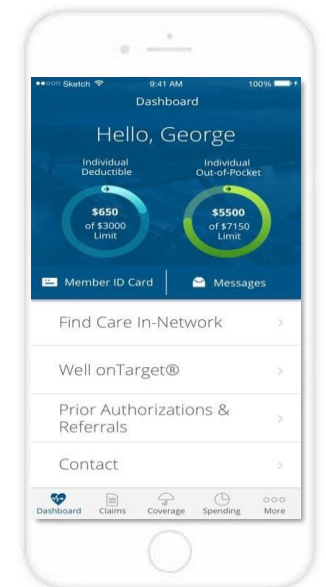 Sketch 9:41 AM 100%
Dashboard
Hello, George
Individual Deductible
Individual Out-of-Pocket
$650
of $3000
Limit
$5500
of $7150
Limit
Member ID Card
Messages
Find Care In-Network
Well onTarget®
Prior Authorizations &
Referrals
Contact
Dashboard Claims Coverage Spending More